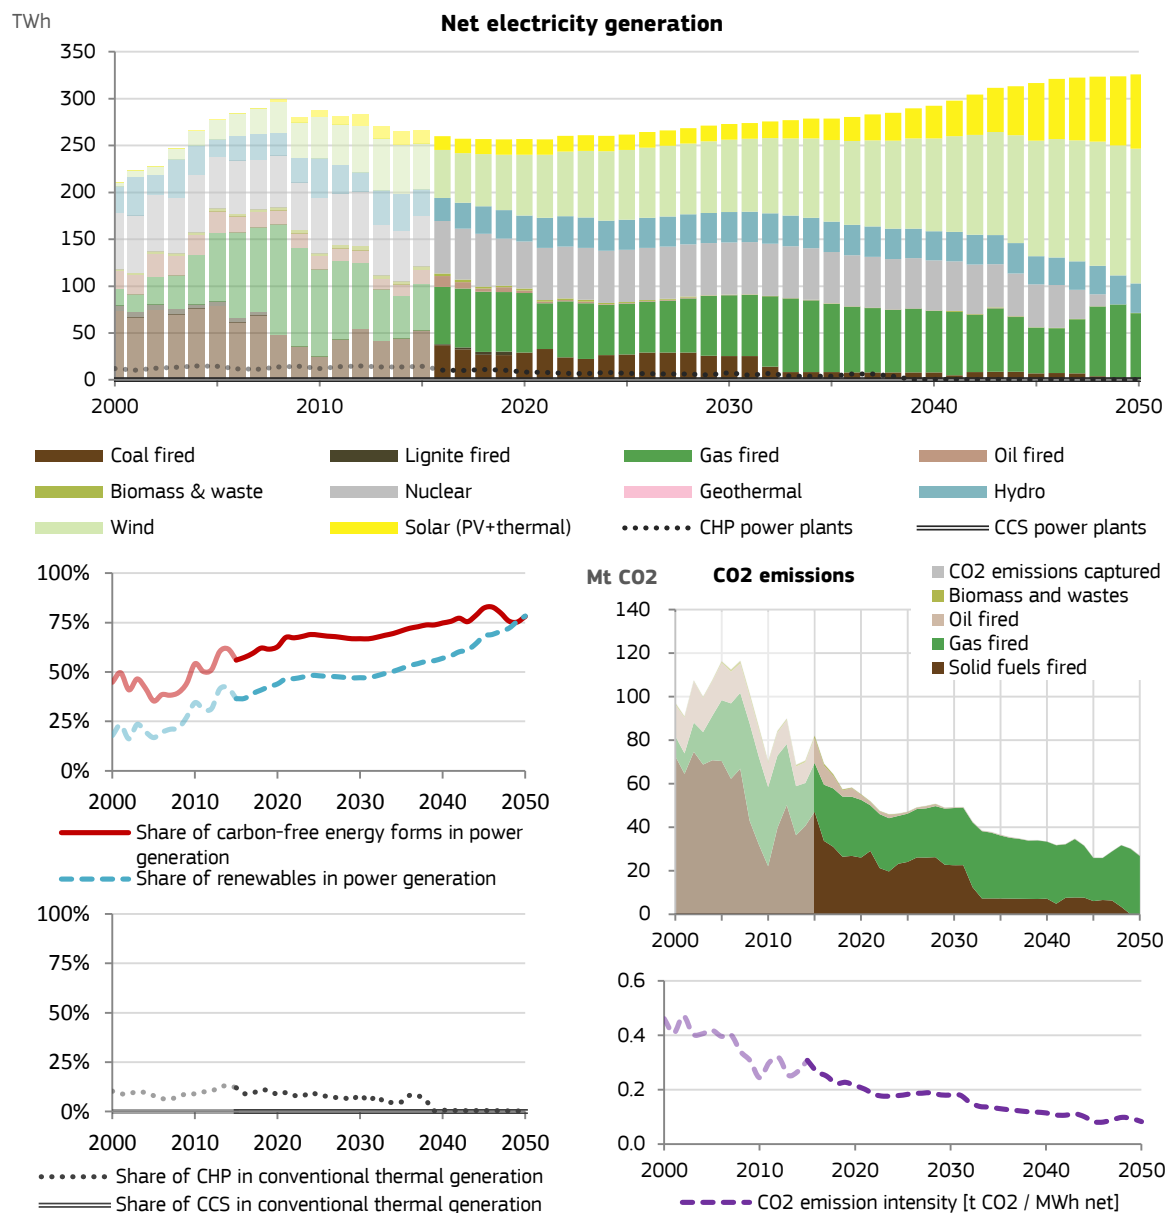 TWh
Net electricity generation
350
300
250
200
150
100
50
0
2000 2010 2020 2030 2040 2050
Coal fired Lignite fired Gas fired Oil fired
Biomass & waste Nuclear Geothermal Hydro
Wind Solar (PV+thermal) CHP power plants CCS power plants
100%
75%
50%
25%
0%
2000 2010 2020 2030 2040 2050
Share of carbon-free energy forms in power
generation
Share of renewables in power generation
100%
75%
50%
25%
0%
2000 2010 2020 2030 2040 2050
Share of CHP in conventional thermal generation
Share of CCS in conventional thermal generation
Mt CO2
CO2 emissions
CO2 emissions captured
Biomass and wastes
Oil fired
Gas fired
Solid fuels fired
140
120
100
80
60
40
20
0
2000 2010 2020 2030 2040 2050
0.6
0.4
0.2
0.0
2000 2010 2020 2030 2040 2050
CO2 emission intensity [t CO2 / MWh net]